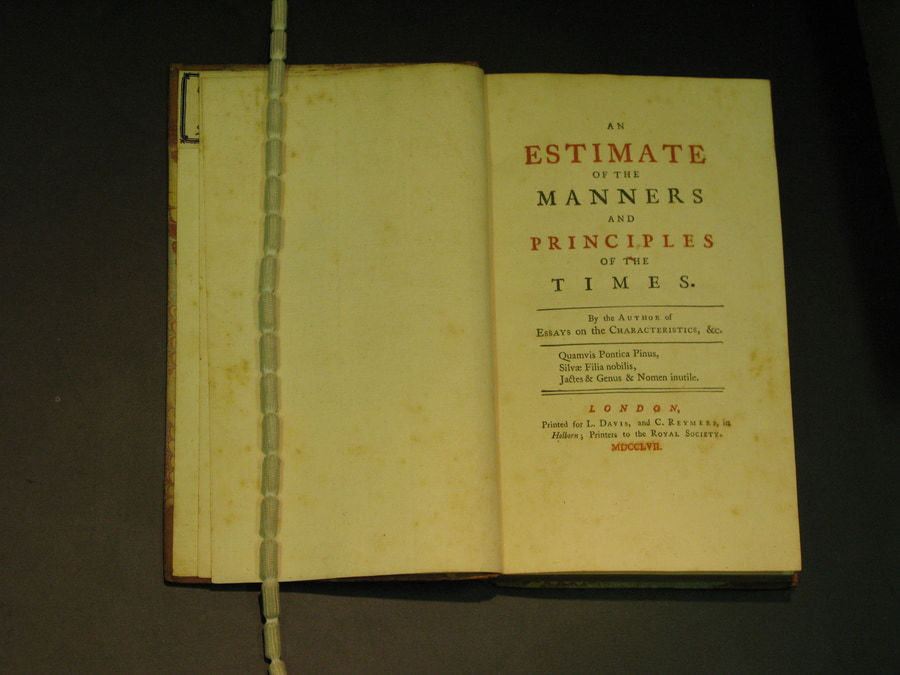 AN
ESTIMATE
OF THE
MANNERS
AND
PRINCIPLES
OF THE
TIMES.
By the AUTHOR of
ESSAYS on the CHARACTERISTICS, &c.
Quamvis Pontica Pinus,
Silvæ Filia nobilis,
Jactes & Genus & Nomen inutile.
LONDON,
Printed for L. DAVIS, and C. REYMERS, in
Holborn; Printers to the ROYAL SOCIETY.
MDCCLVII.